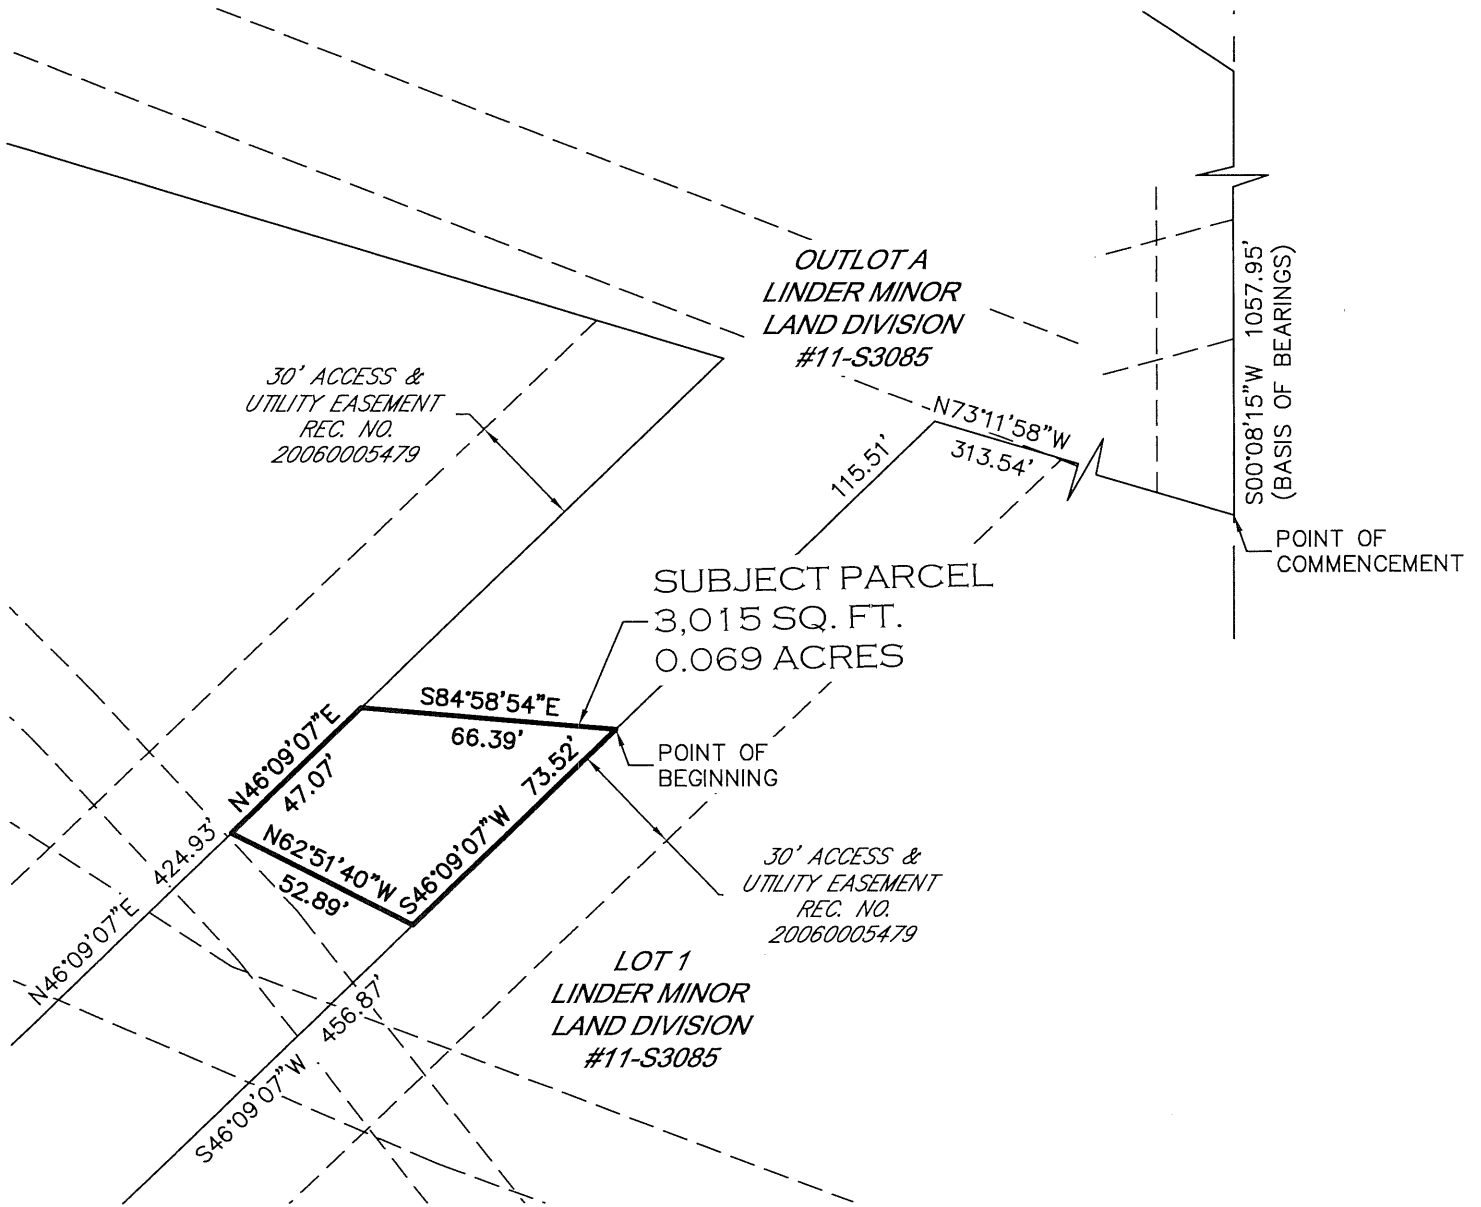 OUTLOT A
LINDER MINOR
LAND DIVISION
#11-S3085
S00°08'15"W 1057.95'
(BASIS OF BEARINGS)
30' ACCESS &
UTILITY EASEMENT
REC. NO.
20060005479
N73°11'58"W
313.54'
115.51'
POINT OF
COMMENCEMENT
SUBJECT PARCEL
3,015 SQ. FT.
0.069 ACRES
S84°58'54"E
66.39'
POINT OF
BEGINNING
N46°09'07"E
47.07'
S46°09'07"W 73.52'
N62°51'40"W
52.89'
N46°09'07"E 424.93'
30' ACCESS &
UTILITY EASEMENT
REC. NO.
20060005479
LOT 1
LINDER MINOR
LAND DIVISION
#11-S3085
S46°09'07"W 456.87'